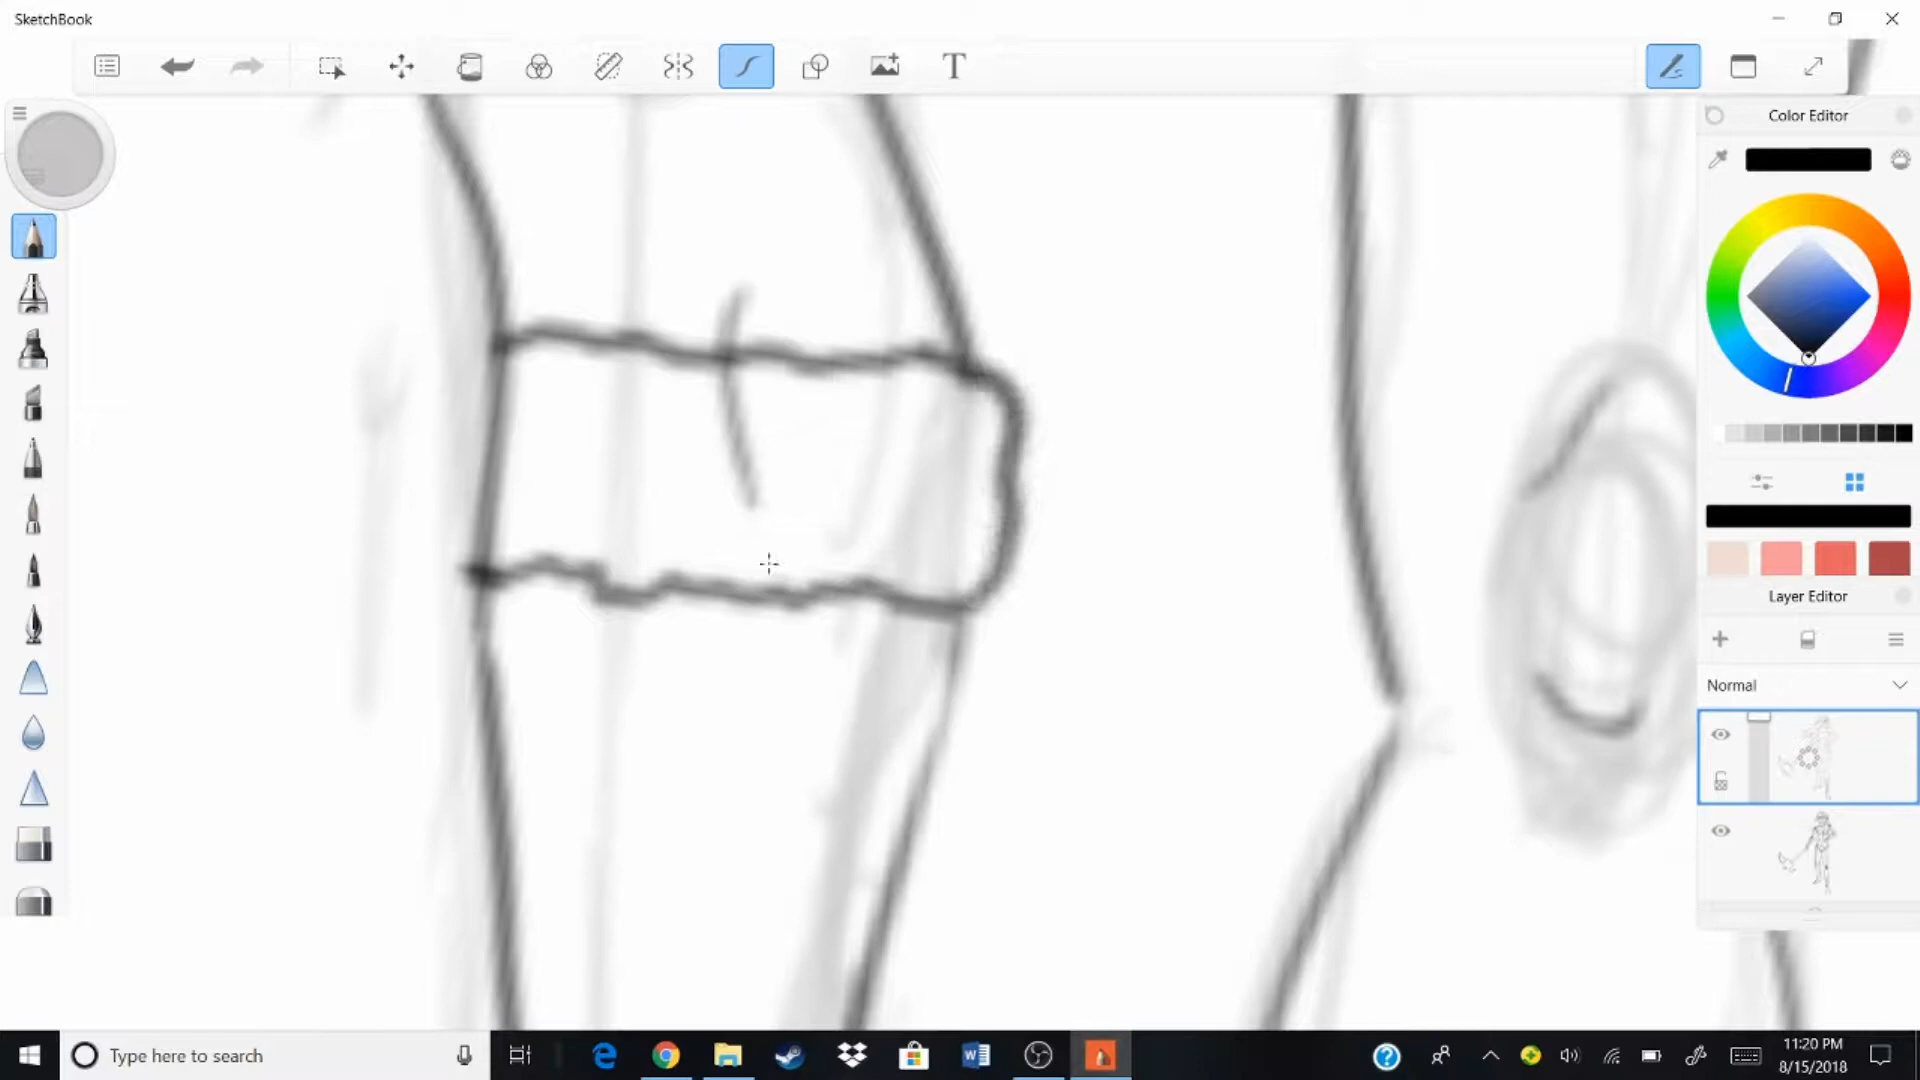 SketchBook
T
Color Editor
Layer Editor
Normal
Type here to search
11:20 PM
8/15/2018